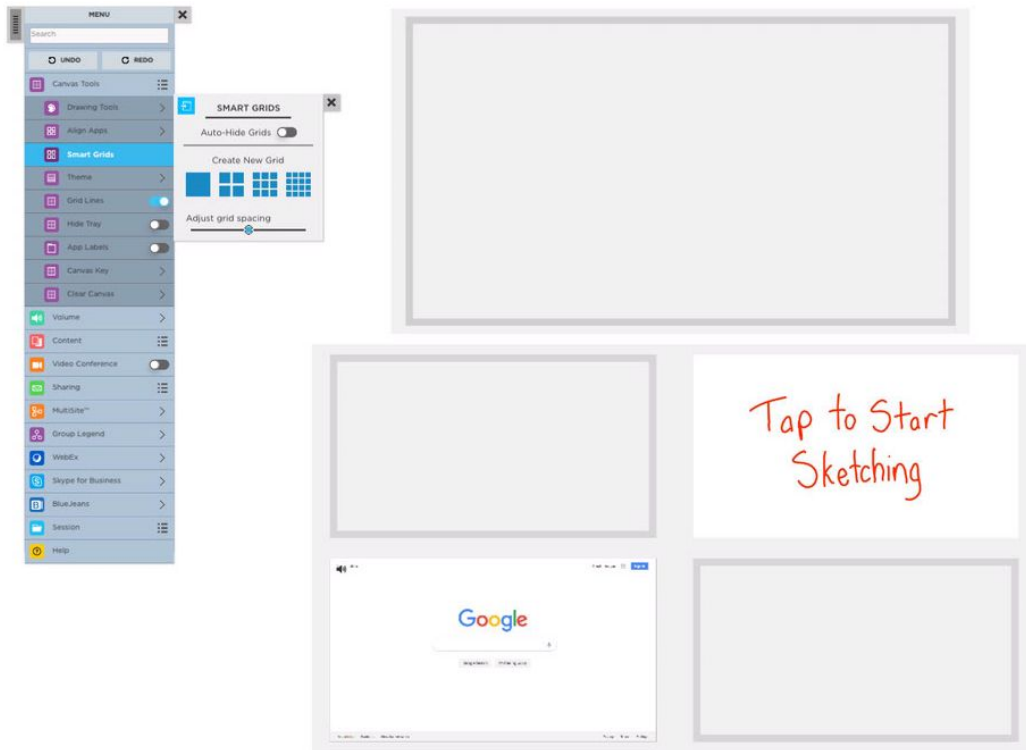 MENU
Search
UNDO
REDO
Canvas Tools
Drawing Tools
Align Apps
Smart Grids
Theme
Grid Lines
Hide Tray
App Labels
Canvas Key
Clear Canvas
Volume
Content
Video Conference
Sharing
MultiSite™
Group Legend
WebEx
Skype for Business
BlueJeans
Session
Help
SMART GRIDS
Auto-Hide Grids
Create New Grid
Adjust grid spacing
Tap to Start
Sketching
Google